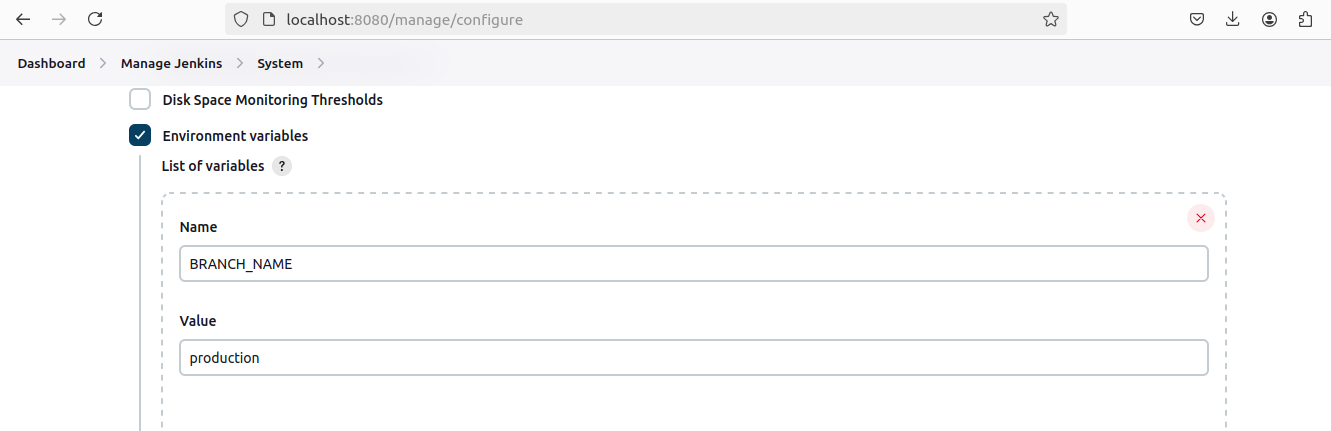 localhost:8080/manage/configure
Dashboard > Manage Jenkins > System >
Disk Space Monitoring Thresholds
Environment variables
List of variables ?
Name
BRANCH_NAME
Value
production